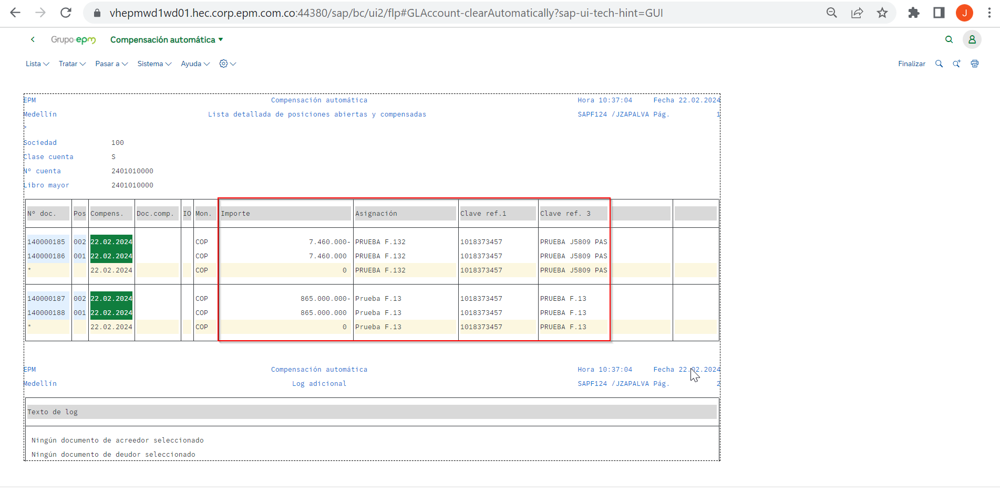 vhepmwd1wd01.hec.corp.epm.com.co:44380/sap/bc/ui2/flp#GLAccount-clearAutomatically?sap-ui-tech-hint=GUI
J
Grupo·epm Compensación automática
Lista Tratar Pasar a Sistema Ayuda Finalizar
EPM Compensación automática Hora 10:37:04 Fecha 22.02.2024
Medellín Lista detallada de posiciones abiertas y compensadas SAPF124 /JZAPALVA Pág. 1
*
Sociedad 100
Clase cuenta S
Nº cuenta 2401010000
Libro mayor 2401010000
Nº doc. Pos Compens. Doc.comp. IO Mon. Importe Asignación Clave ref.1 Clave ref. 3
140000185 002 22.02.2024 COP 7.460.000- PRUEBA F.132 1018373457 PRUEBA J5809 PAS
140000186 001 22.02.2024 COP 7.460.000 PRUEBA F.132 1018373457 PRUEBA J5809 PAS
* 22.02.2024 COP 0 PRUEBA F.132 1018373457 PRUEBA J5809 PAS
140000187 002 22.02.2024 COP 865.000.000- Prueba F.13 1018373457 PRUEBA F.13
140000188 001 22.02.2024 COP 865.000.000 Prueba F.13 1018373457 PRUEBA F.13
* 22.02.2024 COP 0 Prueba F.13 1018373457 PRUEBA F.13
EPM Compensación automática Hora 10:37:04 Fecha 22.02.2024
Medellín Log adicional SAPF124 /JZAPALVA Pág. 2
Texto de log
Ningún documento de acreedor seleccionado
Ningún documento de deudor seleccionado